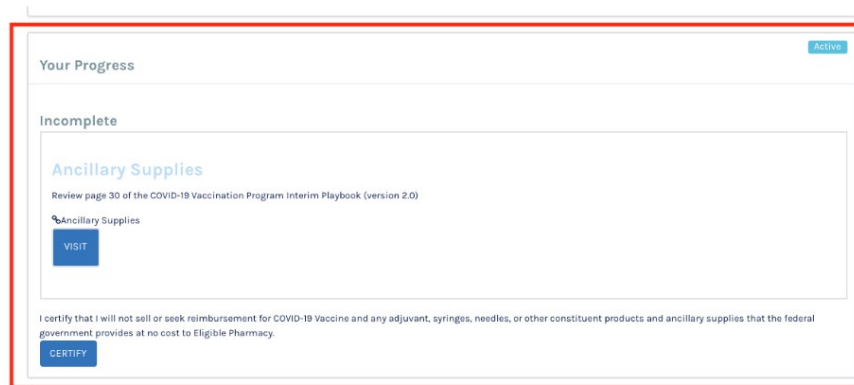 Active
Your Progress
Incomplete
Ancillary Supplies
Review page 30 of the COVID-19 Vaccination Program Interim Playbook (version 2.0)
Ancillary Supplies
VISIT
I certify that I will not sell or seek reimbursement for COVID-19 Vaccine and any adjuvant, syringes, needles, or other constituent products and ancillary supplies that the federal
government provides at no cost to Eligible Pharmacy.
CERTIFY